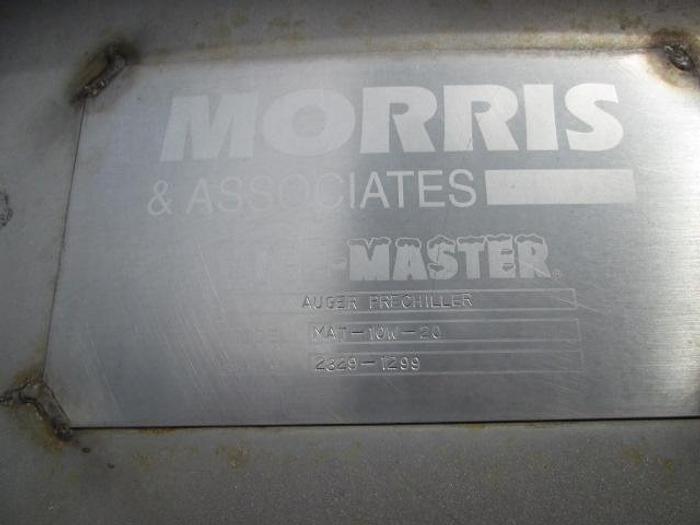 MORRIS
& ASSOCIATES
-MASTER®
AUGER PRECHILLER
MAT-10W-20
2329-1299